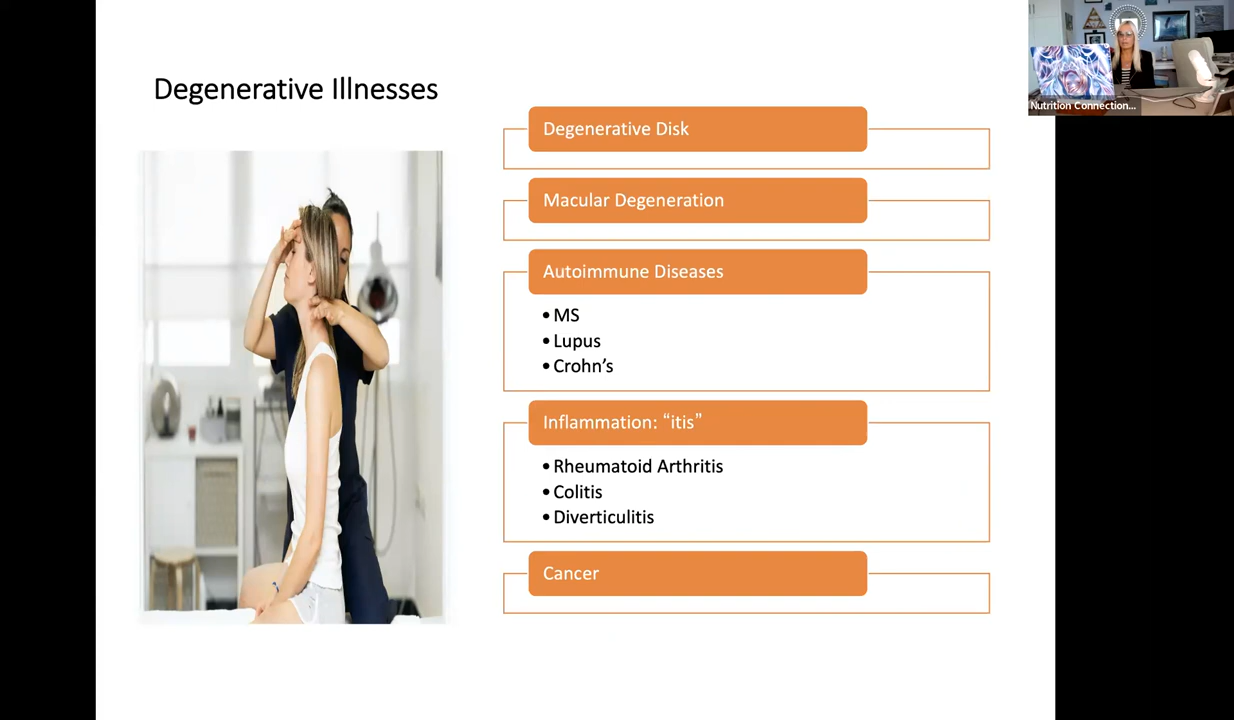 Degenerative Illnesses
Degenerative Disk
Macular Degeneration
Autoimmune Diseases
• MS
• Lupus
• Crohn’s
Inflammation: “itis”
• Rheumatoid Arthritis
• Colitis
• Diverticulitis
Cancer
Nutrition Connection...